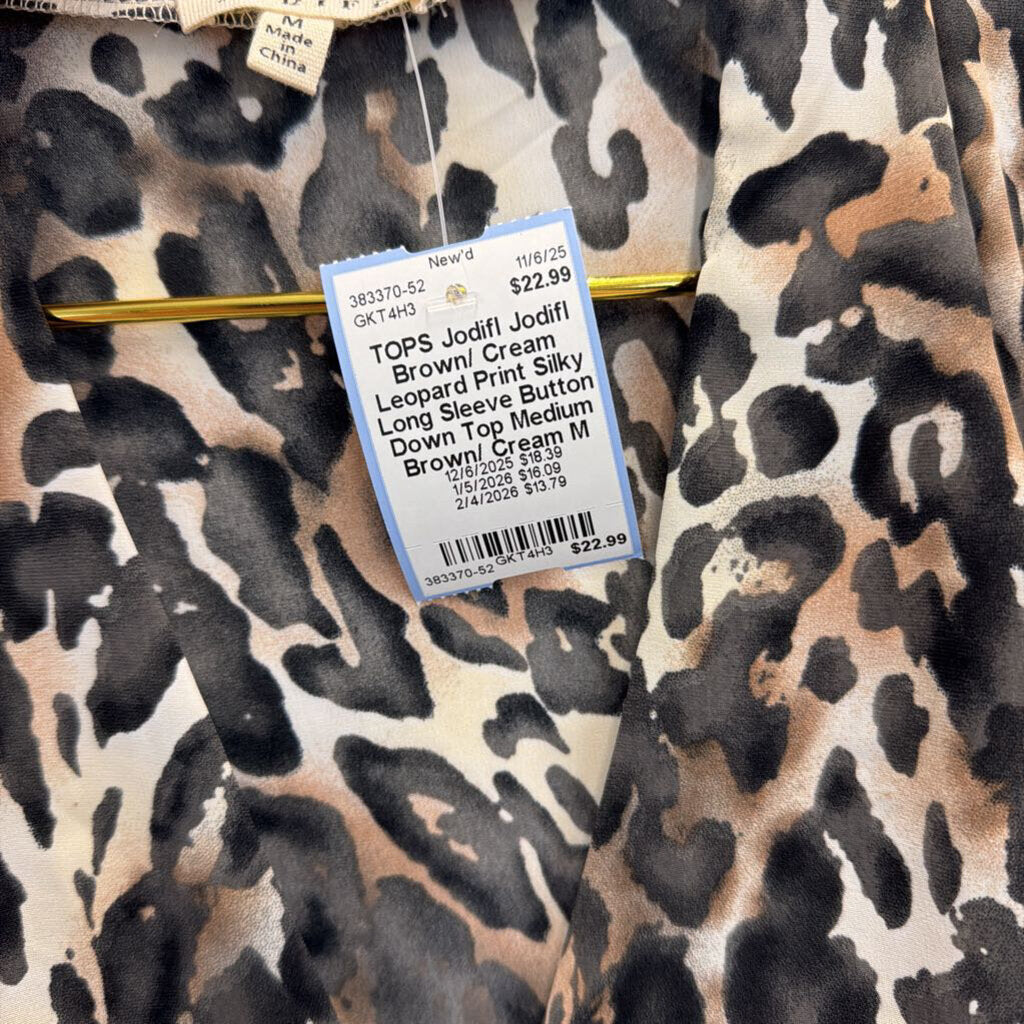 M
Made
in
China
New'd
383370-52 11/6/25
GKT4H3 $22.99
TOPS Jodifl Jodifl
Brown/ Cream
Leopard Print Silky
Long Sleeve Button
Down Top Medium
Brown/ Cream M
12/6/2025 $18.39
1/5/2026 $16.09
2/4/2026 $13.79
383370-52 GKT4H3 $22.99